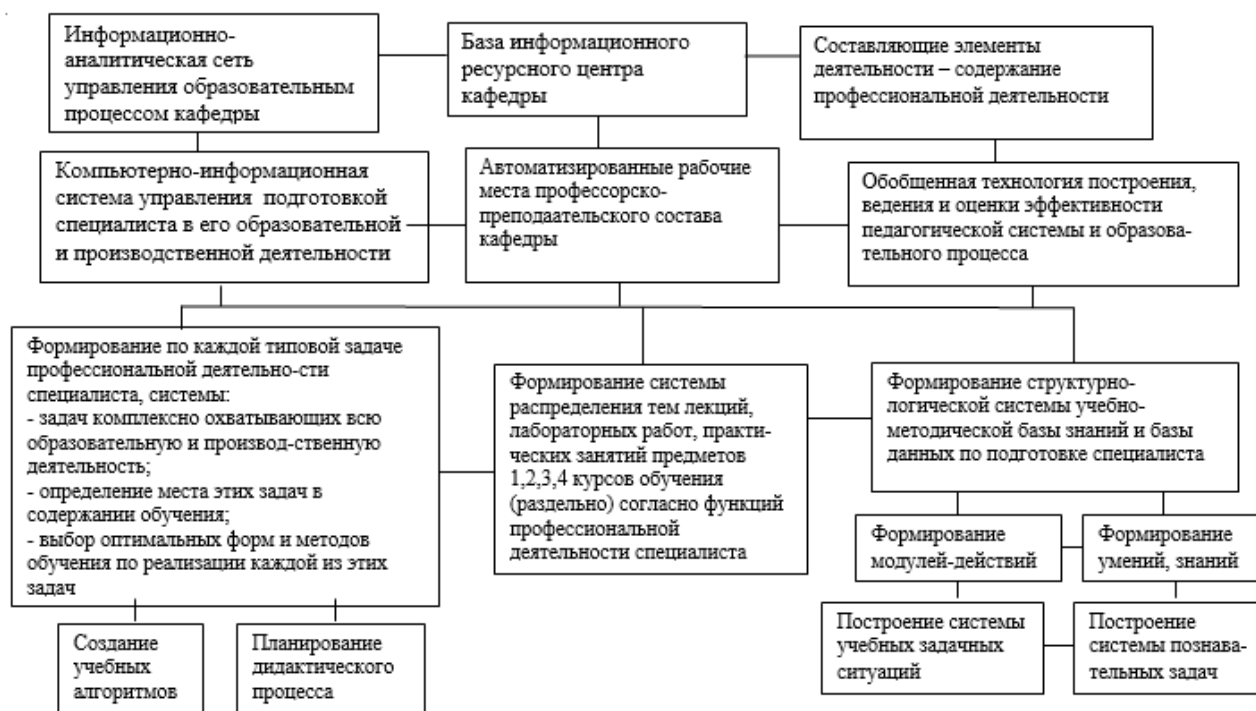 Информационно-
аналитическая сеть
управления образовательным
процессом кафедры
База информационного
ресурсного центра
кафедры
Составляющие элементы
деятельности – содержание
профессиональной деятельности
Компьютерно-информационная
система управления подготовкой
специалиста в его образовательной
и производственной деятельности
Автоматизированные рабочие
места профессорско-
преподаательского состава
кафедры
Обобщенная технология построения,
ведения и оценки эффективности
педагогической системы и образова-
тельного процесса
Формирование по каждой типовой задаче
профессиональной деятельно-сти
специалиста, системы:
- задач комплексно охватывающих всю
образовательную и производ-ственную
деятельность;
- определение места этих задач в
содержании обучения;
- выбор оптимальных форм и методов
обучения по реализации каждой из этих
задач
Формирование системы
распределения тем лекций,
лабораторных работ, практи-
ческих занятий предметов
1,2,3,4 курсов обучения
(раздельно) согласно функций
профессиональной
деятельности специалиста
Формирование структурно-
логической системы учебно-
методической базы знаний и базы
данных по подготовке специалиста
Формирование
модулей-действий
Формирование
умений, знаний
Создание
учебных
алгоритмов
Планирование
дидактического
процесса
Построение системы
учебных задачных
ситуаций
Построение
системы познава-
тельных задач